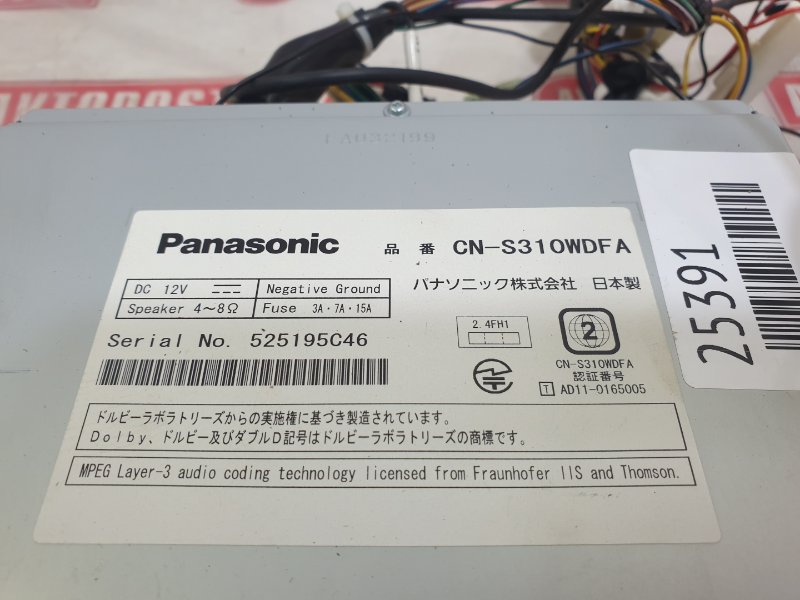 LA032199
Panasonic 品番 CN-S310WDFA
DC 12V Negative Ground
Speaker 4～8Ω Fuse 3A・7A・15A
パナソニック株式会社 日本製
Serial No. 525195C46
2.4FH1
2
CN-S310WDFA
認証番号
T AD11-0165005
ドルビーラボラトリーズからの実施権に基づき製造されています。
Dolby、ドルビー及びダブルD記号はドルビーラボラトリーズの商標です。
MPEG Layer-3 audio coding technology licensed from Fraunhofer IIS and Thomson.
25391